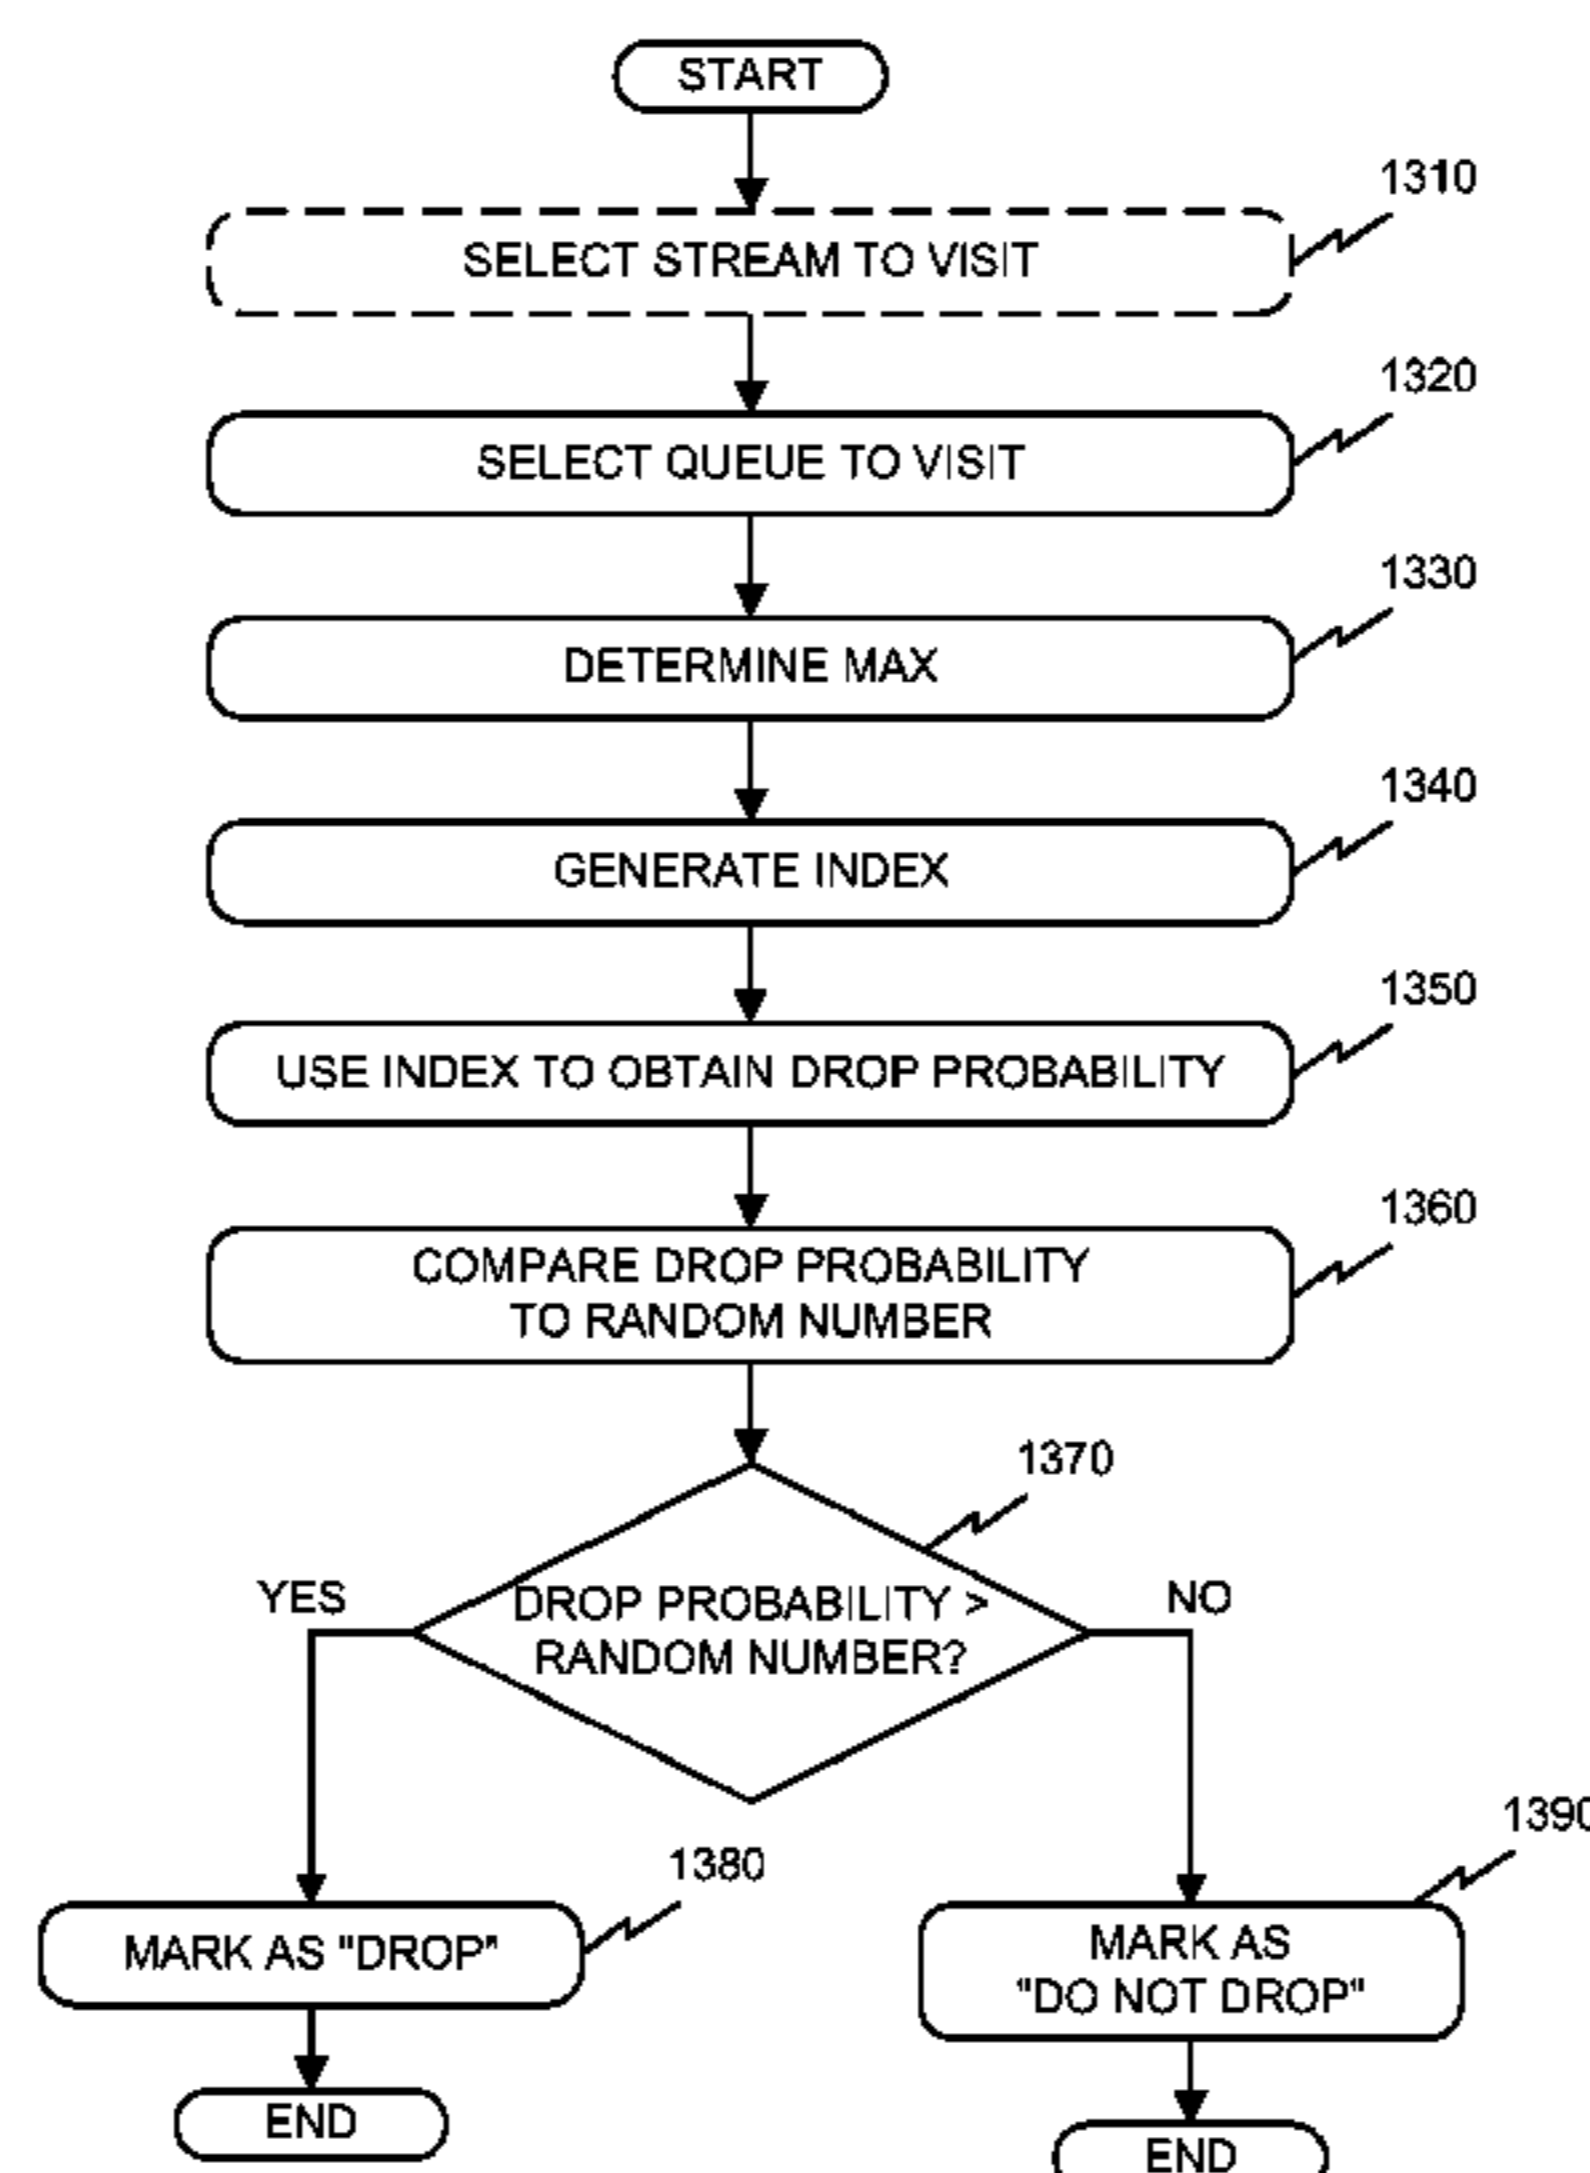 START
1310
SELECT STREAM TO VISIT
1320
SELECT QUEUE TO VISIT
1330
DETERMINE MAX
1340
GENERATE INDEX
1350
USE INDEX TO OBTAIN DROP PROBABILITY
1360
COMPARE DROP PROBABILITY
TO RANDOM NUMBER
1370
YES
DROP PROBABILITY >
RANDOM NUMBER?
NO
1380
MARK AS "DROP"
END
1390
MARK AS
"DO NOT DROP"
END